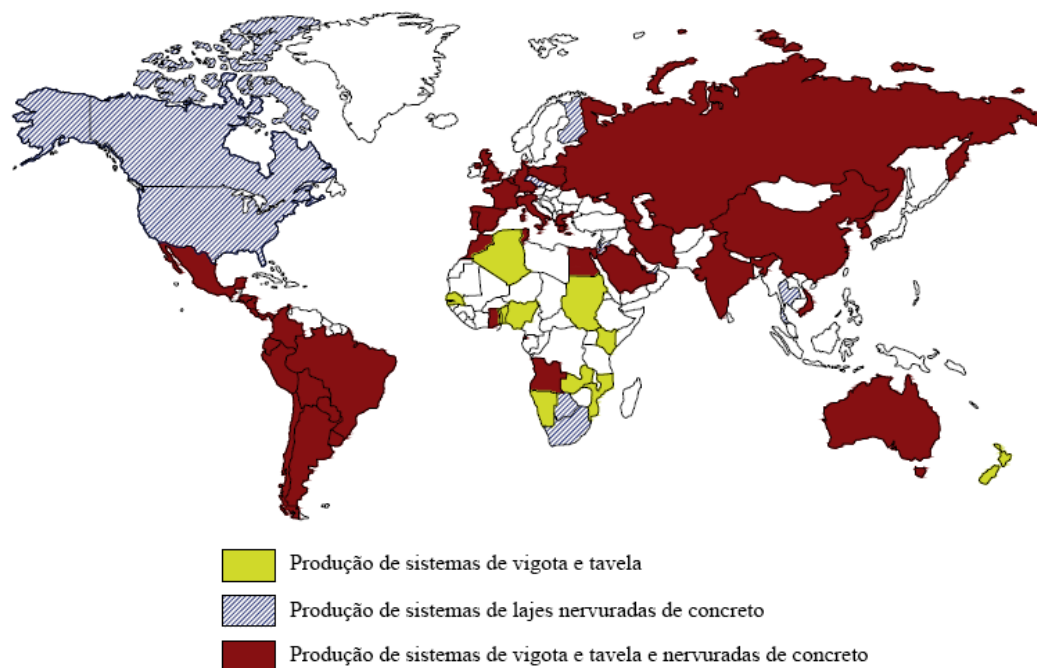 Produção de sistemas de vigota e tavela
Produção de sistemas de lajes nervuradas de concreto
Produção de sistemas de vigota e tavela e nervuradas de concreto